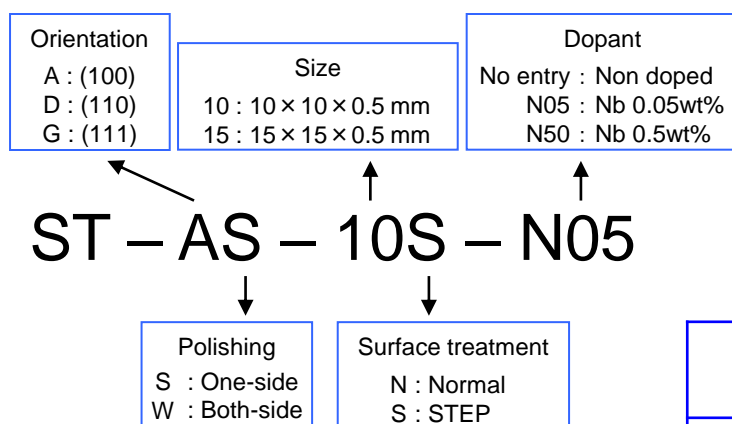 Orientation
A : (100)
D : (110)
G : (111)
Size
10 : 10×10×0.5 mm
15 : 15×15×0.5 mm
Dopant
No entry : Non doped
N05 : Nb 0.05wt%
N50 : Nb 0.5wt%
ST – AS – 10S – N05
Polishing
S : One-side
W : Both-side
Surface treatment
N : Normal
S : STEP